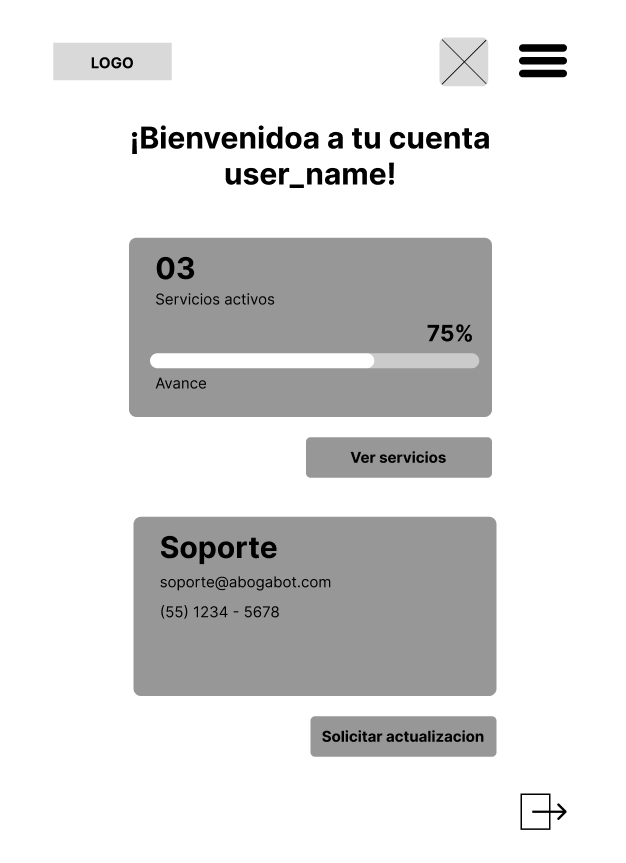 LOGO
¡Bienvenidoa a tu cuenta
user_name!
03
Servicios activos
75%
Avance
Ver servicios
Soporte
soporte@abogabot.com
(55) 1234 - 5678
Solicitar actualizacion